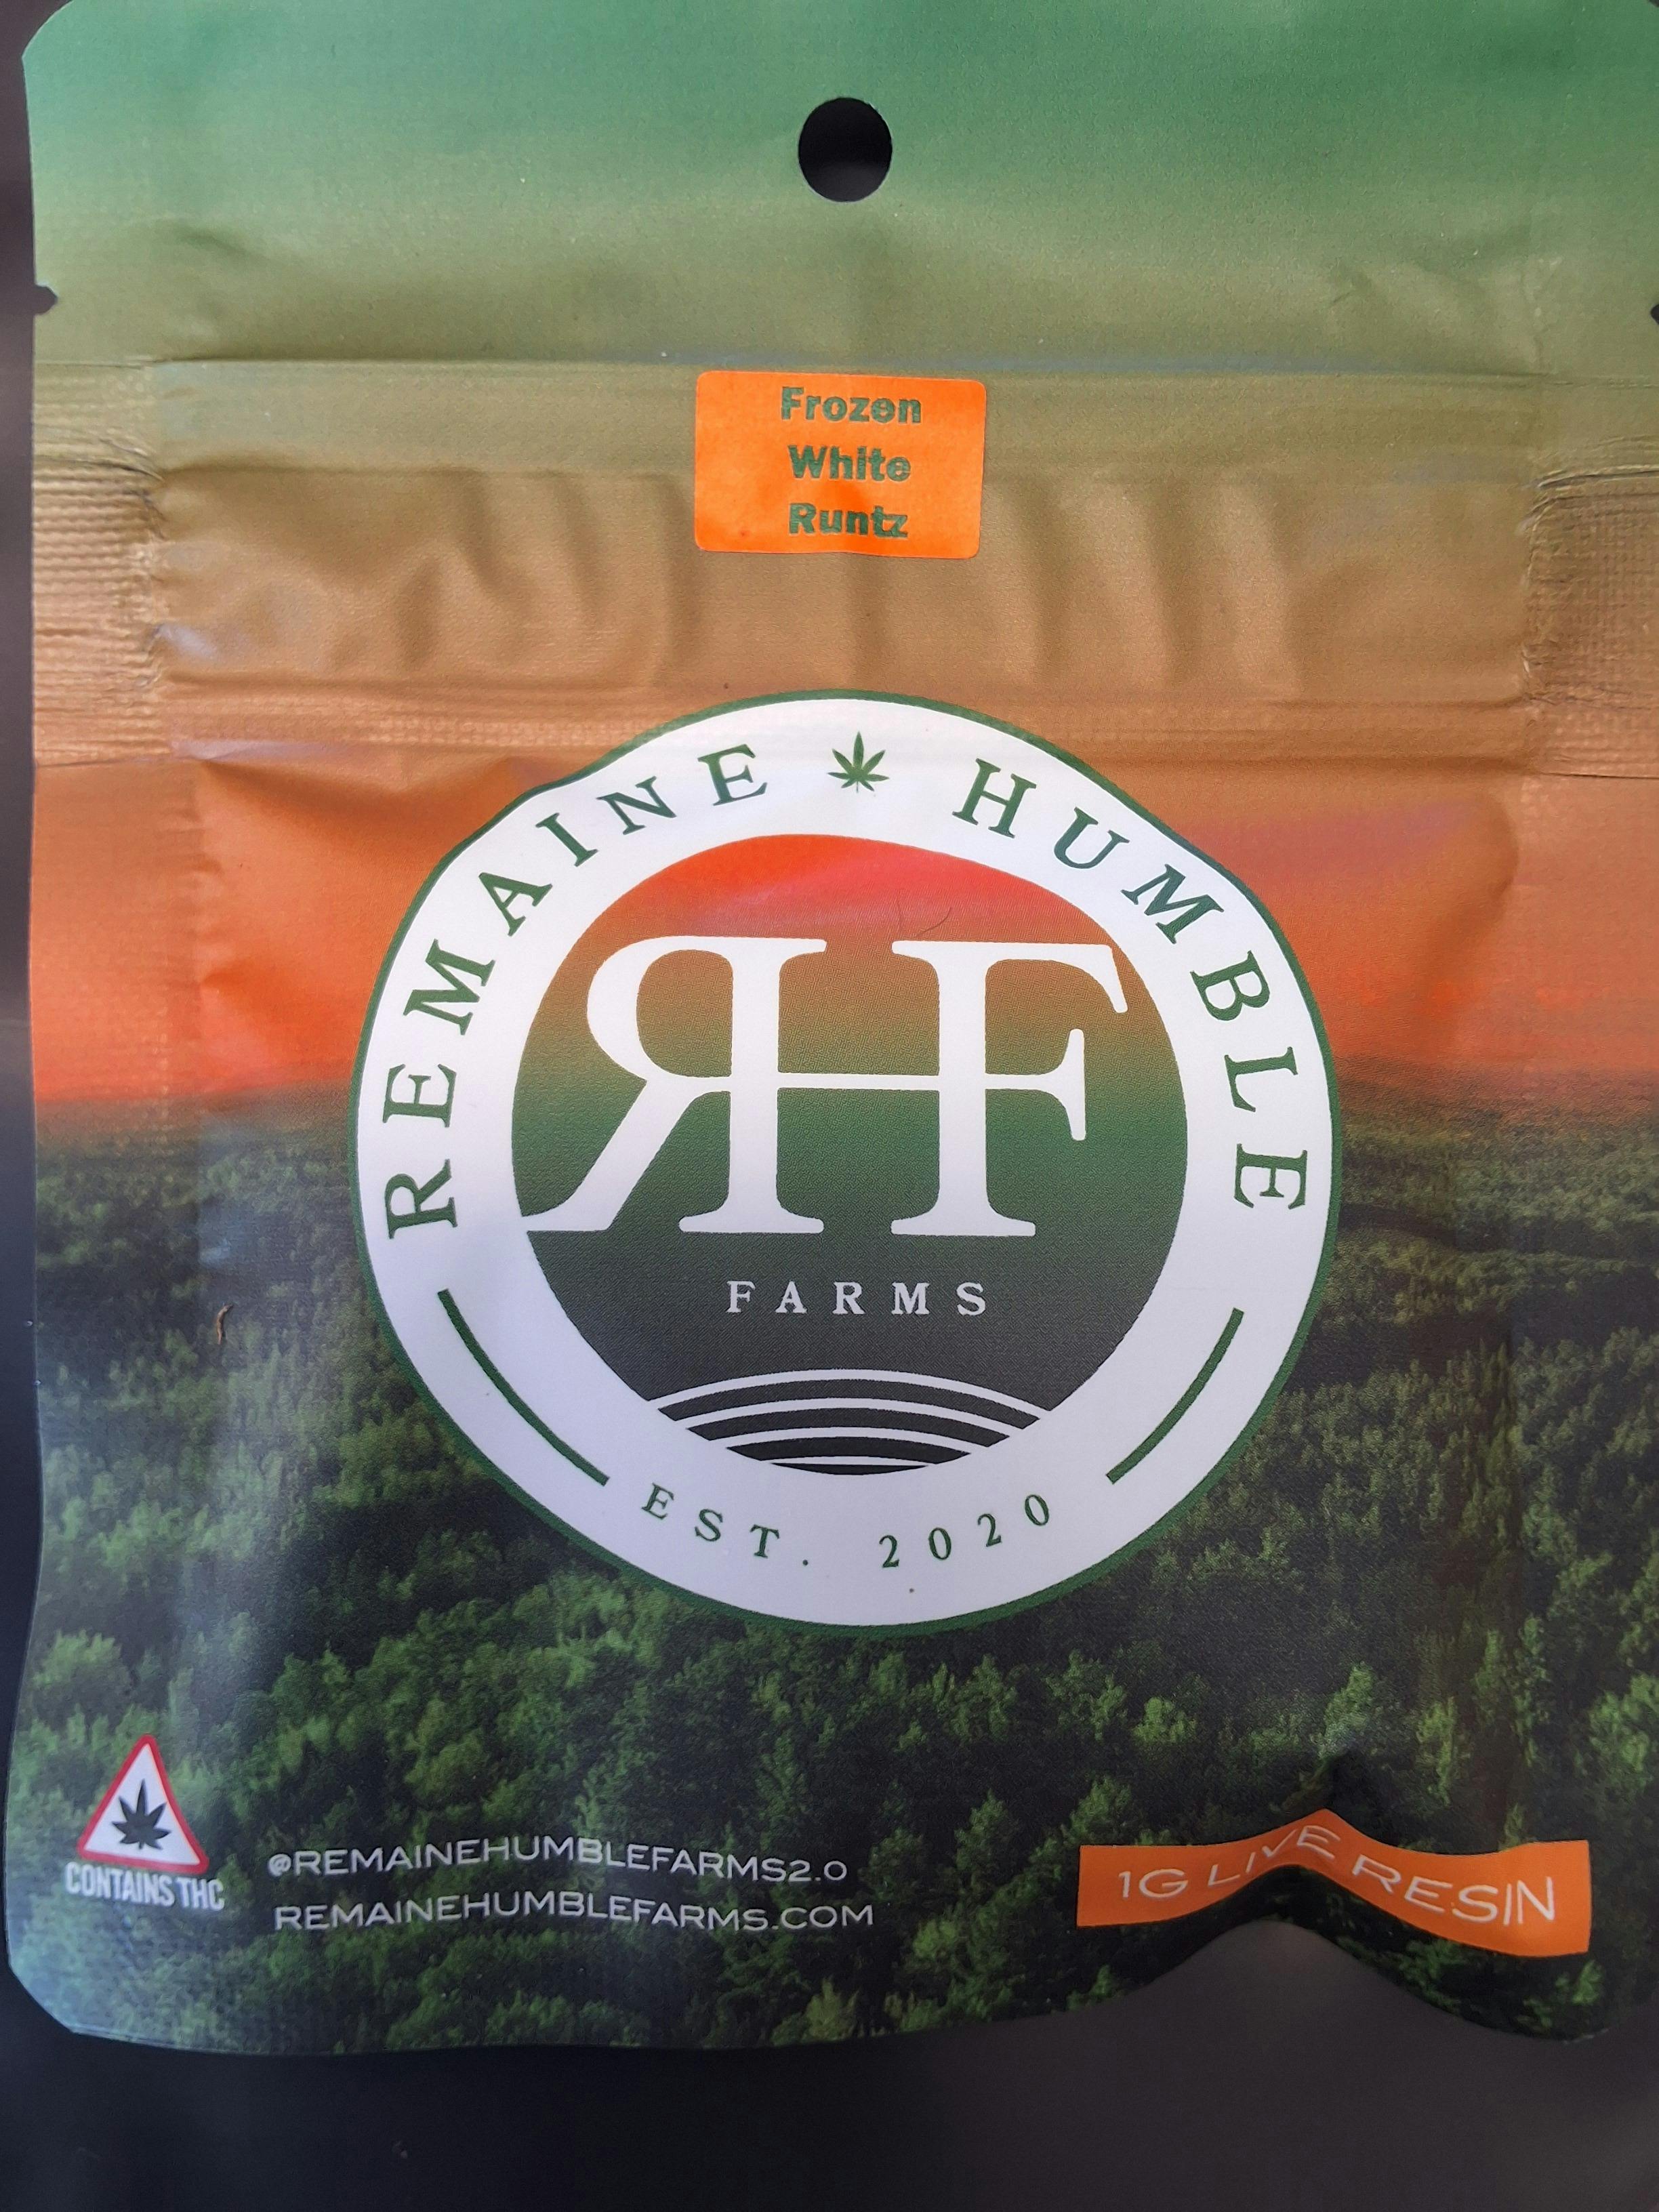 Frozen
White
Runtz
REMAINE HUMBLE
RHF
FARMS
EST. 2020
CONTAINS THC
@REMAINEHUMBLEFARMS2.0
REMAINEHUMBLEFARMS.COM
1G LIVE RESIN